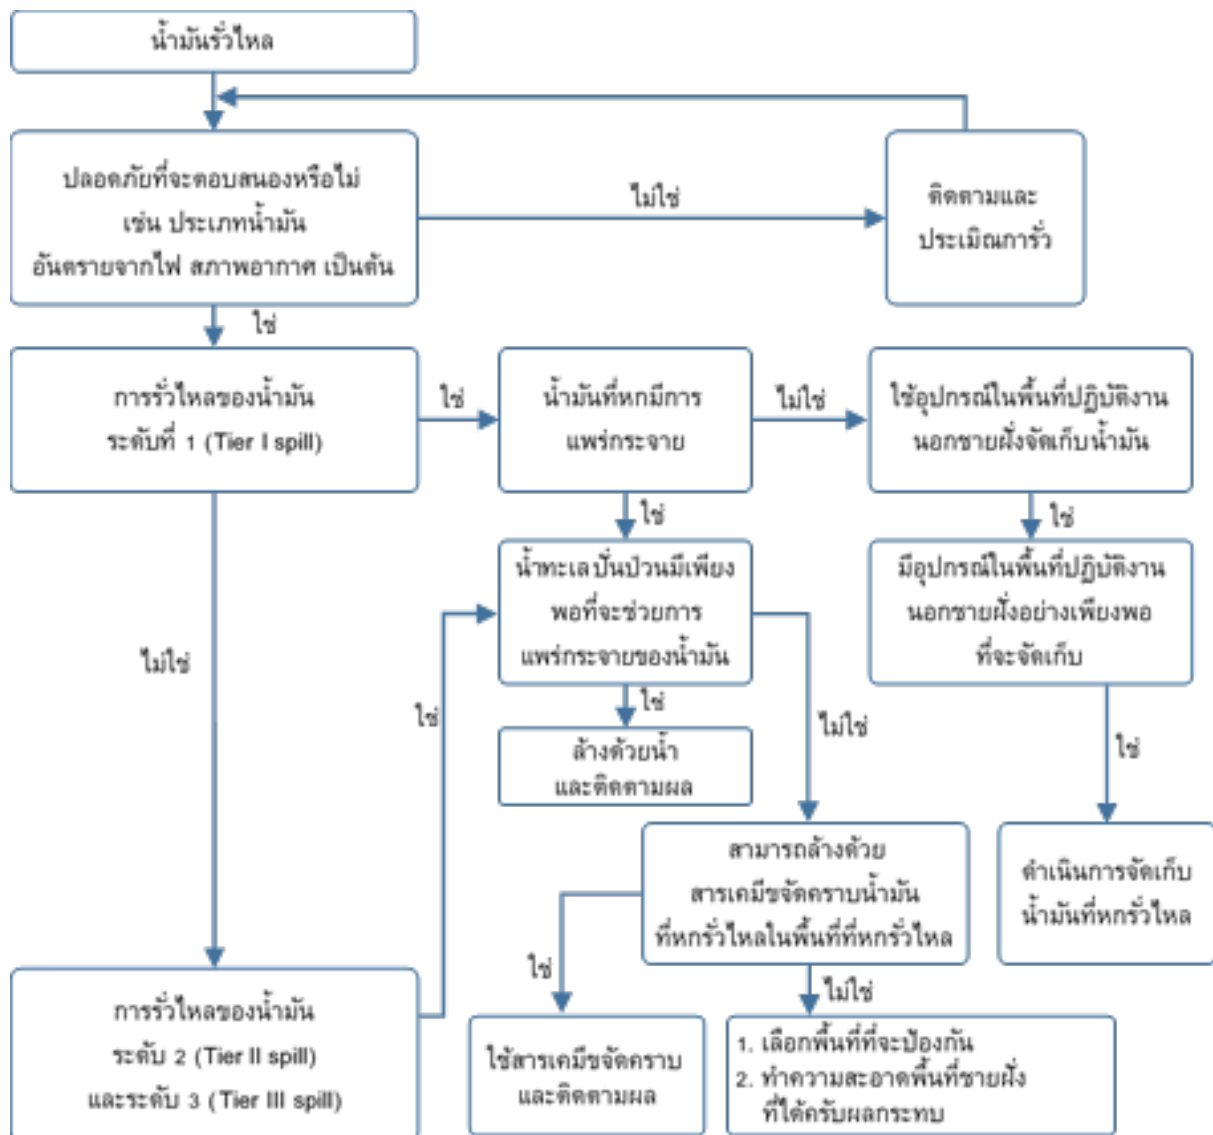 น้ำมันรั่วไหล
ปลอดภัยที่จะตอบสนองหรือไม่
เช่น ประเภทน้ำมัน
อันตรายจากไฟ สภาพอากาศ เป็นต้น
ไม่ใช่
ติดตามและ
ประเมิณการั่ว
ใช่
การรั่วไหลของน้ำมัน
ระดับที่ 1 (Tier I spill)
ใช่
น้ำมันที่หกมีการ
แพร่กระจาย
ไม่ใช่
ใช้อุปกรณ์ในพื้นที่ปฏิบัติงาน
นอกชายฝั่งจัดเก็บน้ำมัน
ใช่
ใช่
น้ำทะเลปั่นป่วนมีเพียง
พอที่จะช่วยการ
แพร่กระจายของน้ำมัน
มีอุปกรณ์ในพื้นที่ปฏิบัติงาน
นอกชายฝั่งอย่างเพียงพอ
ที่จะจัดเก็บ
ไม่ใช่
ใช่
ใช่
ไม่ใช่
ใช่
ล้างด้วยน้ำ
และติดตามผล
สามารถล้างด้วย
สารเคมีขจัดคราบน้ำมัน
ที่หกรั่วไหลในพื้นที่ที่หกรั่วไหล
ดำเนินการจัดเก็บ
น้ำมันที่หกรั่วไหล
ใช่
ไม่ใช่
การรั่วไหลของน้ำมัน
ระดับ 2 (Tier II spill)
และระดับ 3 (Tier III spill)
ใช้สารเคมีขจัดคราบ
และติดตามผล
1. เลือกพื้นที่ที่จะป้องกัน
2. ทำความสะอาดพื้นที่ชายฝั่ง
ที่ได้ครับผลกระทบ